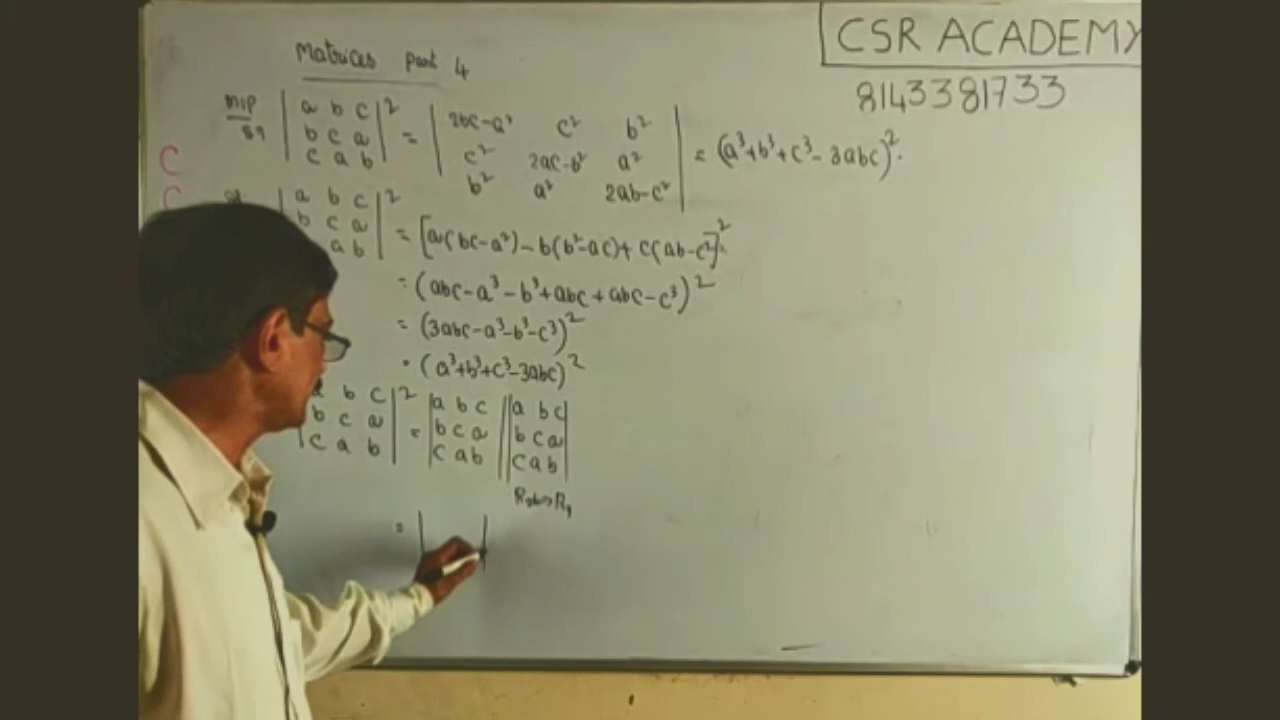 CSR ACADEMY
81433 81733
Matrices part 4
| a b c |² = | 2bc-a² c² b² | = (a³+b³+c³-3abc)².
| b c a | | c² 2ac-b² a² |
| c a b | | b² a² 2ab-c² |
| a b c |² = [a(bc-a²)-b(b²-ac)+c(ab-c²)]²
b c a
a b
= (abc-a³-b³+abc+abc-c³)²
= (3abc-a³-b³-c³)²
= (a³+b³+c³-3abc)²
a b c |² = | a b c | | a b c |
b c a | | b c a | | b c a |
c a b | | c a b | | c a b |
= | |